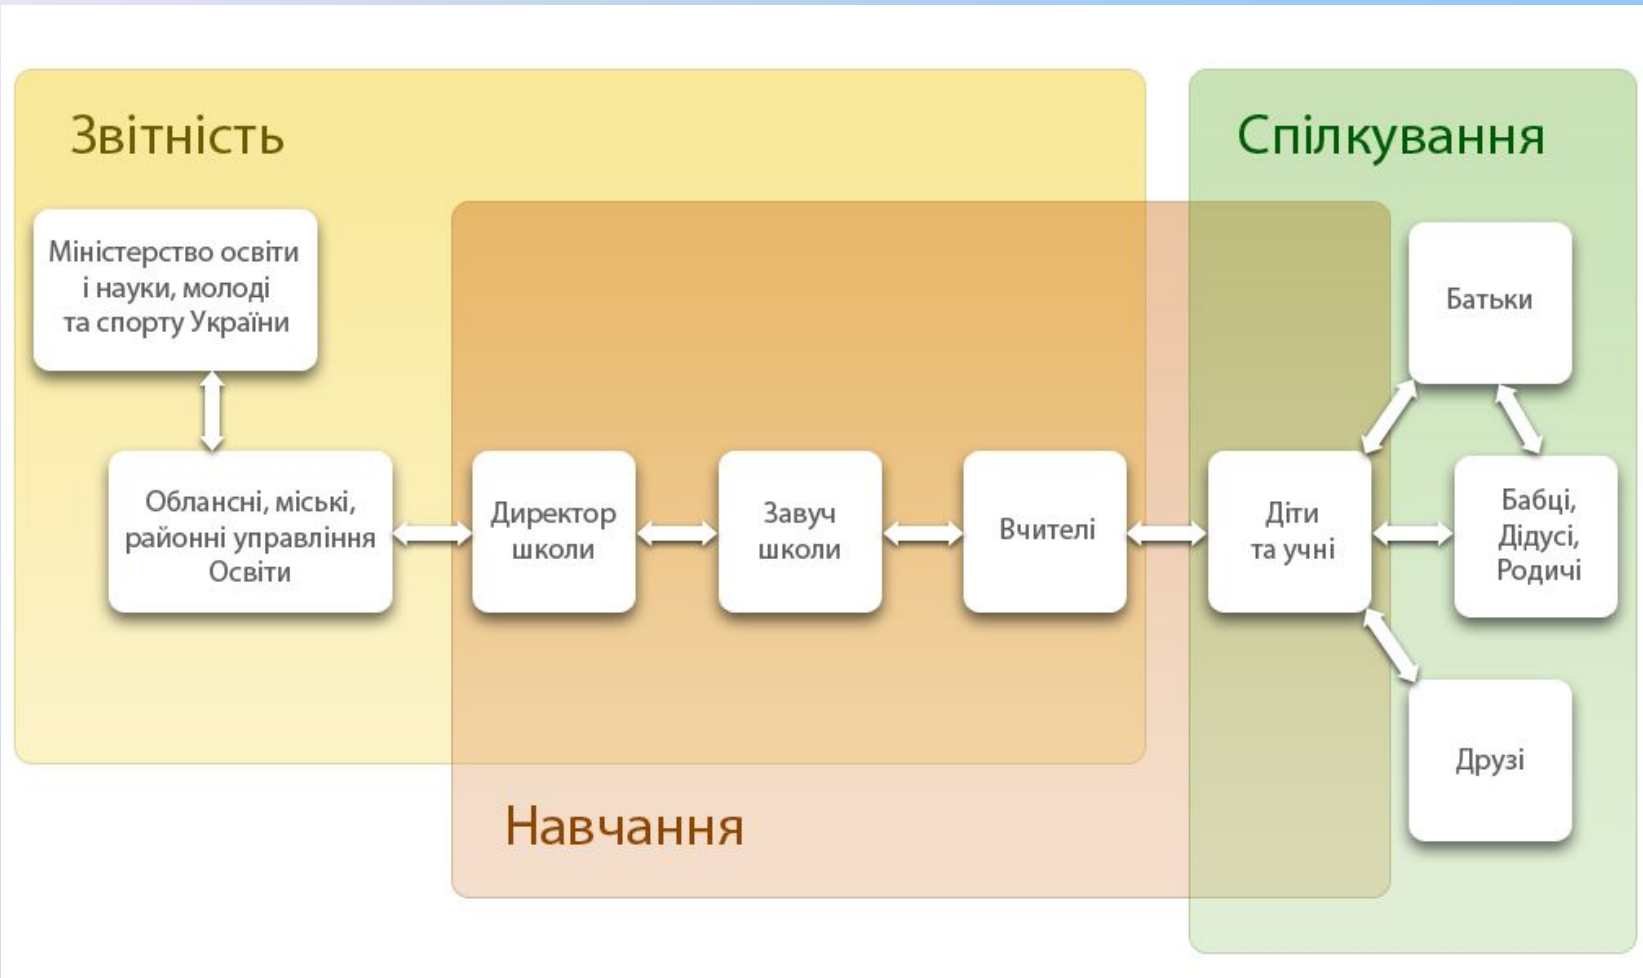 Звітність
Спілкування
Міністерство освіти
і науки, молоді
та спорту України
Облансні, міські,
районні управління
Освіти
Директор
школи
Завуч
школи
Вчителі
Діти
та учні
Батьки
Бабці,
Дідусі,
Родичі
Друзі
Навчання